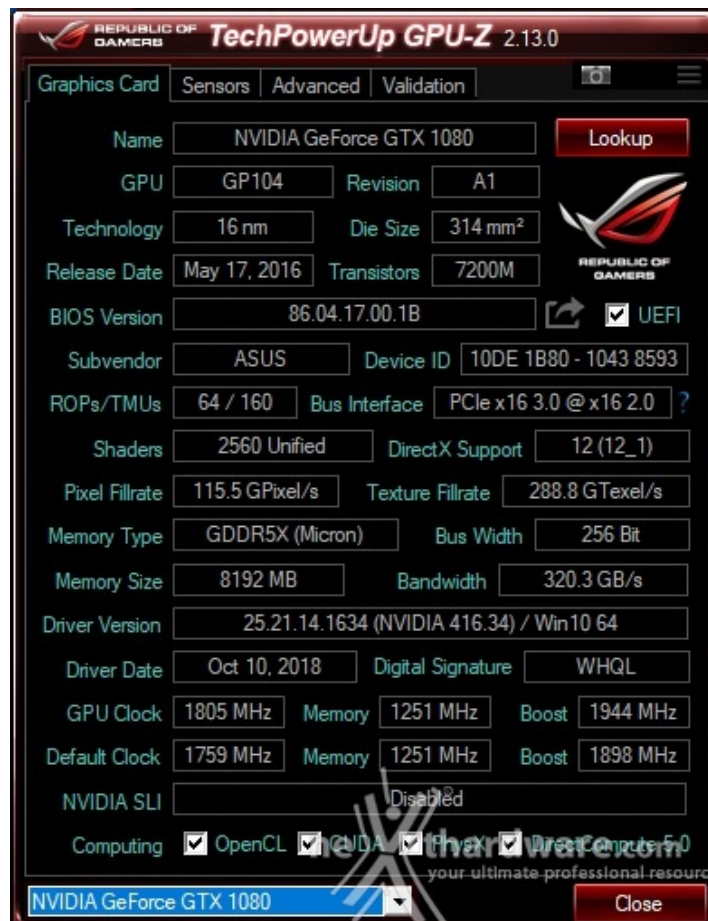 REPUBLIC OF GAMERS TechPowerUp GPU-Z 2.13.0
Graphics Card Sensors Advanced Validation
Name NVIDIA GeForce GTX 1080 Lookup
GPU GP104 Revision A1
Technology 16 nm Die Size 314 mm²
REPUBLIC OF GAMERS
Release Date May 17, 2016 Transistors 7200M
BIOS Version 86.04.17.00.1B UEFI
Subvendor ASUS Device ID 10DE 1B80 - 1043 8593
ROPs/TMUs 64 / 160 Bus Interface PCIe x16 3.0 @ x16 2.0 ?
Shaders 2560 Unified DirectX Support 12 (12_1)
Pixel Fillrate 115.5 GPixel/s Texture Fillrate 288.8 GTexel/s
Memory Type GDDR5X (Micron) Bus Width 256 Bit
Memory Size 8192 MB Bandwidth 320.3 GB/s
Driver Version 25.21.14.1634 (NVIDIA 416.34) / Win10 64
Driver Date Oct 10, 2018 Digital Signature WHQL
GPU Clock 1805 MHz Memory 1251 MHz Boost 1944 MHz
Default Clock 1759 MHz Memory 1251 MHz Boost 1898 MHz
NVIDIA SLI Disabled
Computing OpenCL CUDA PhysX DirectCompute 5.0
your ultimate professional resourc
NVIDIA GeForce GTX 1080 Close